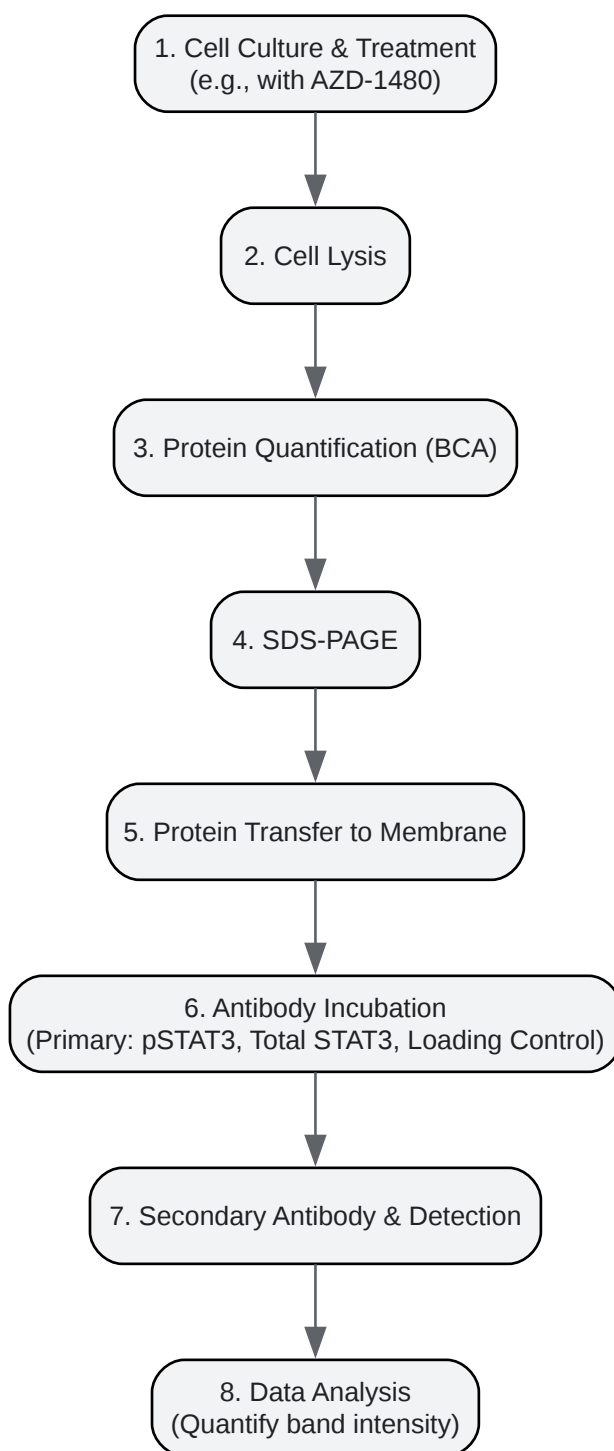 1. Cell Culture & Treatment
(e.g., with AZD-1480)
2. Cell Lysis
3. Protein Quantification (BCA)
4. SDS-PAGE
5. Protein Transfer to Membrane
6. Antibody Incubation
(Primary: pSTAT3, Total STAT3, Loading Control)
7. Secondary Antibody & Detection
8. Data Analysis
(Quantify band intensity)